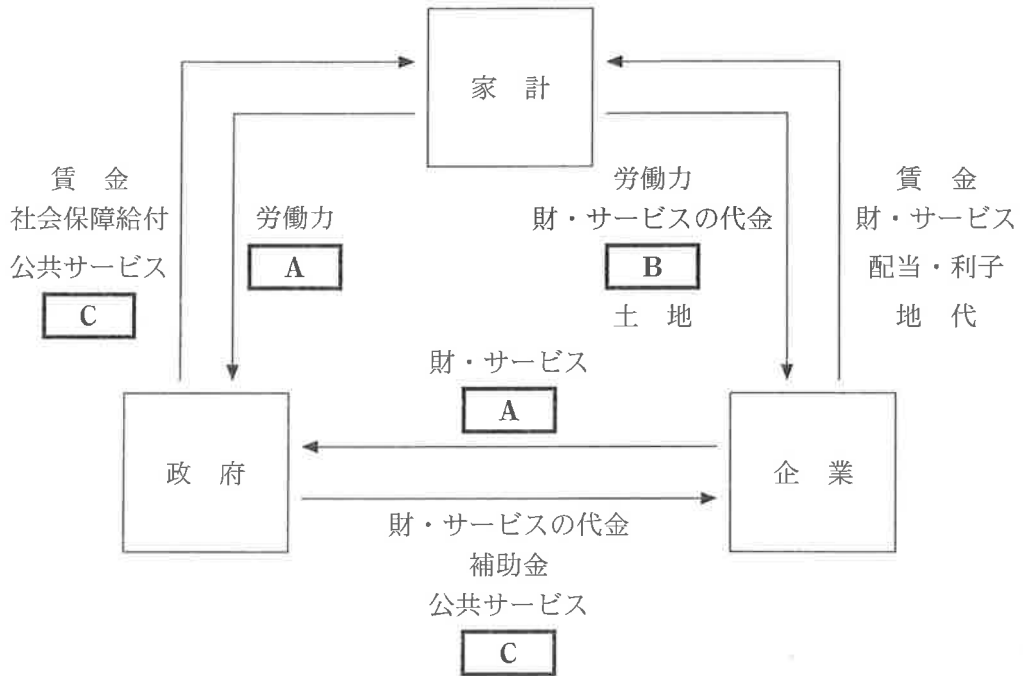 家 計
賃 金
社会保障給付
公共サービス
C
労働力
A
労働力
財・サービスの代金
B
土 地
賃 金
財・サービス
配当・利子
地 代
財・サービス
A
政 府
企 業
財・サービスの代金
補助金
公共サービス
C